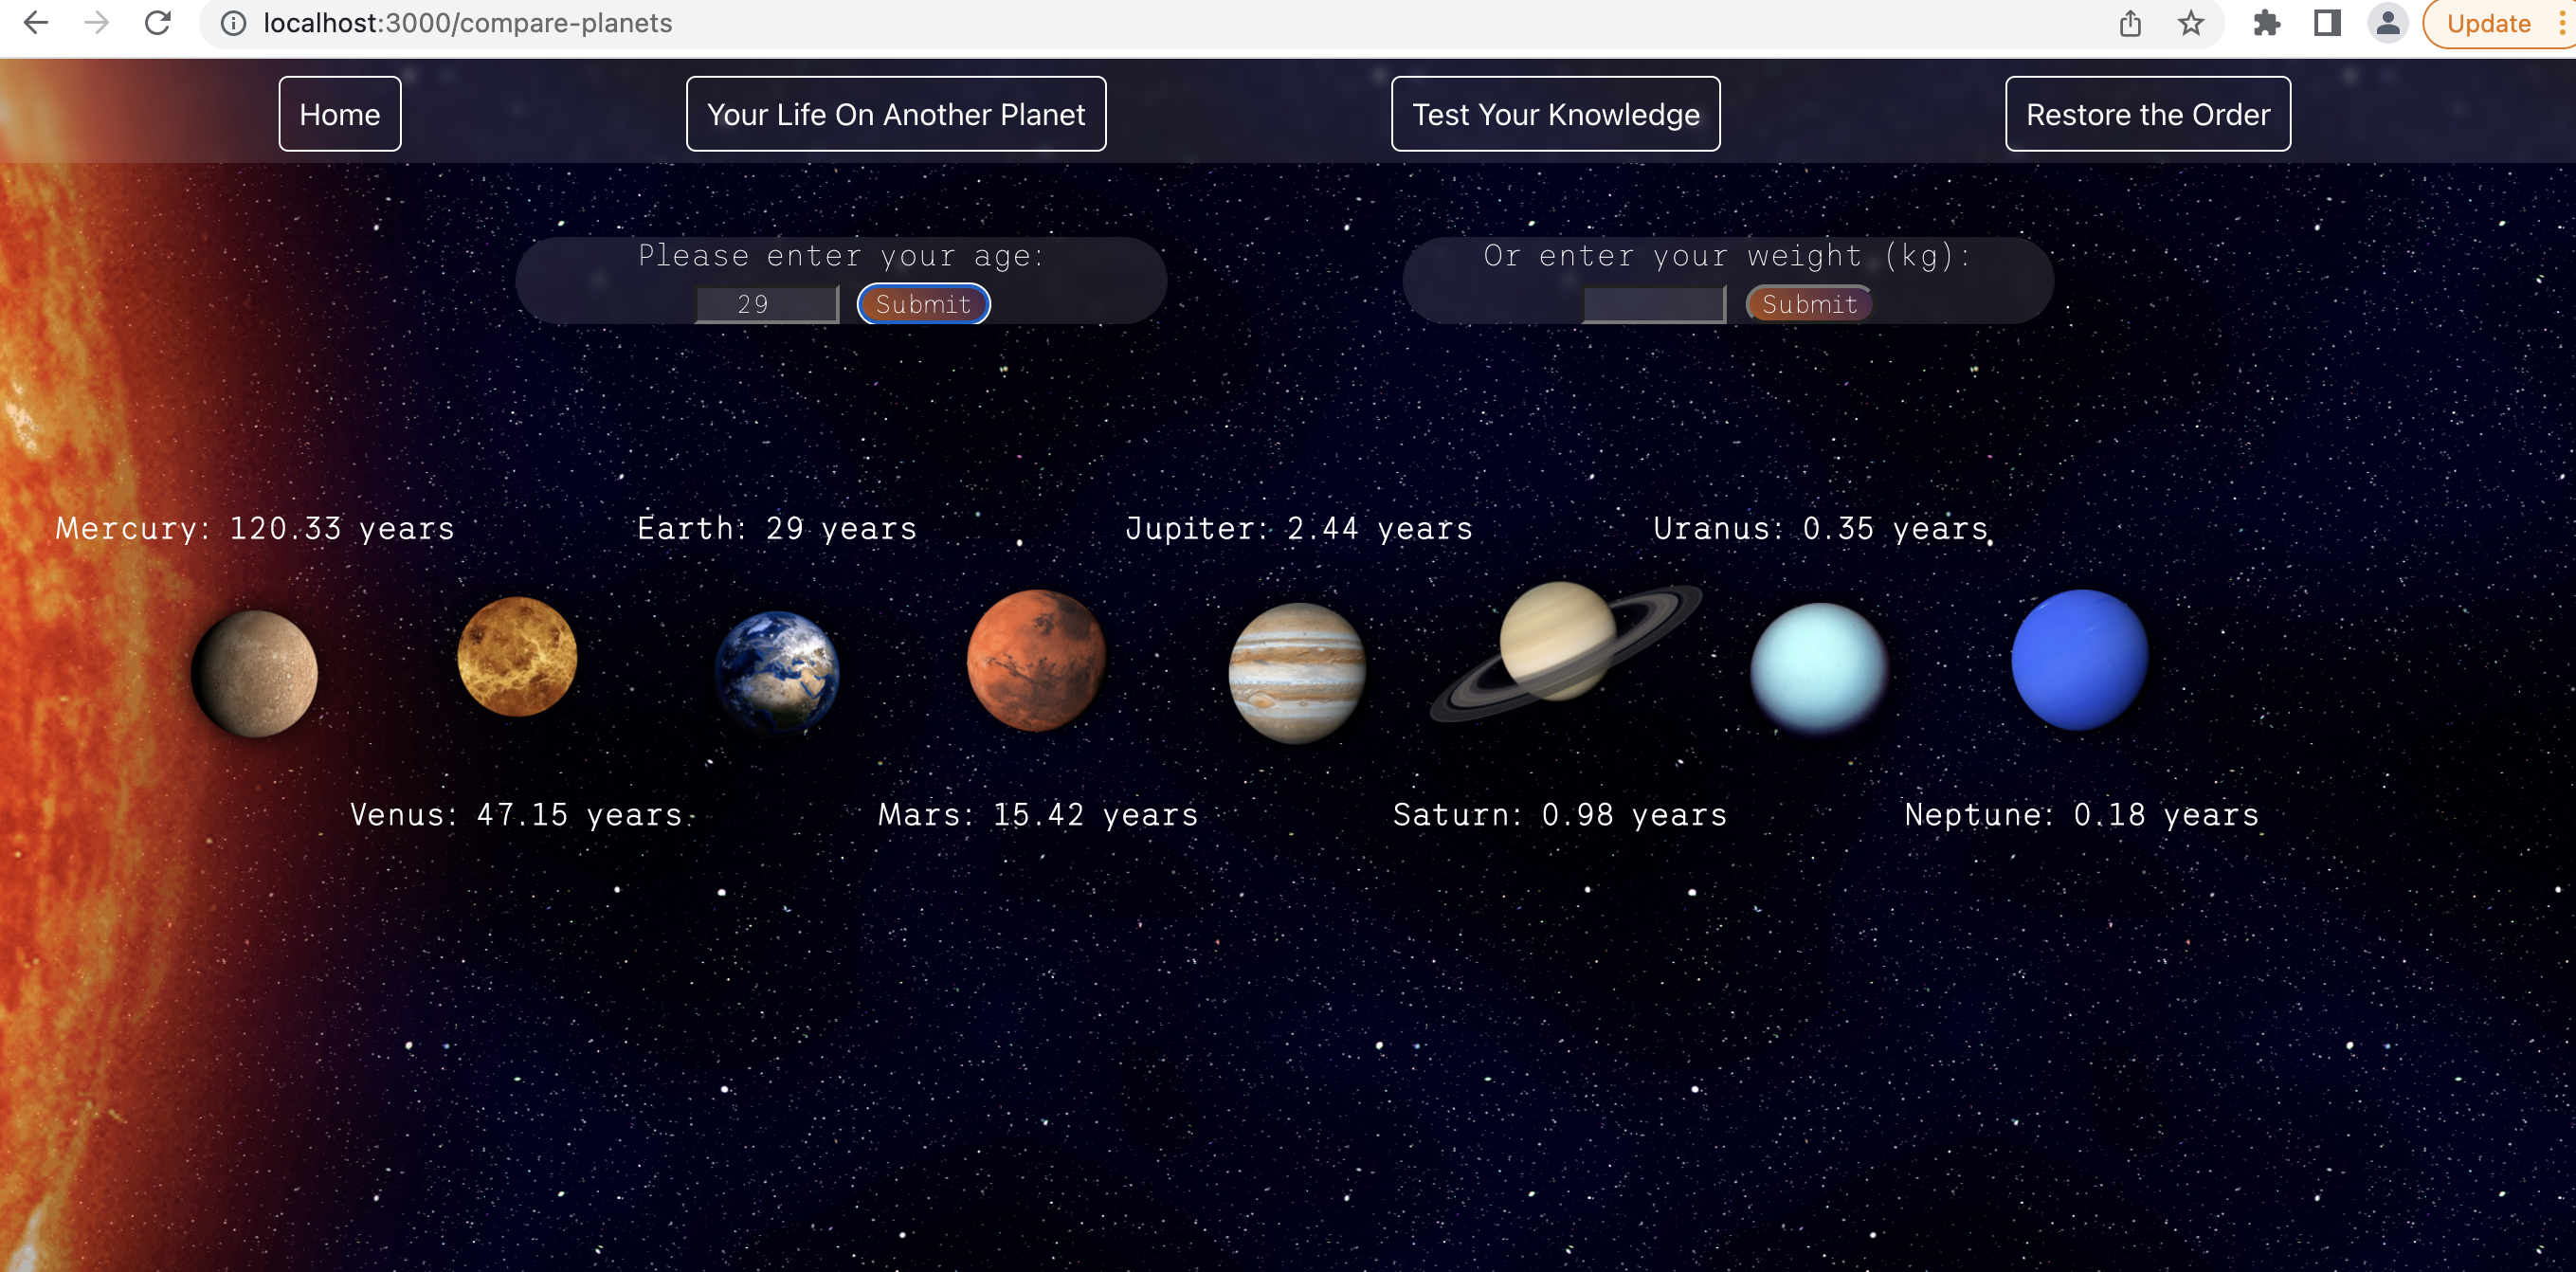 localhost:3000/compare-planets
Update
Home
Your Life On Another Planet
Test Your Knowledge
Restore the Order
Please enter your age:
29
Submit
Or enter your weight (kg):
Submit
Mercury: 120.33 years
Earth: 29 years
Jupiter: 2.44 years
Uranus: 0.35 years
Venus: 47.15 years
Mars: 15.42 years
Saturn: 0.98 years
Neptune: 0.18 years